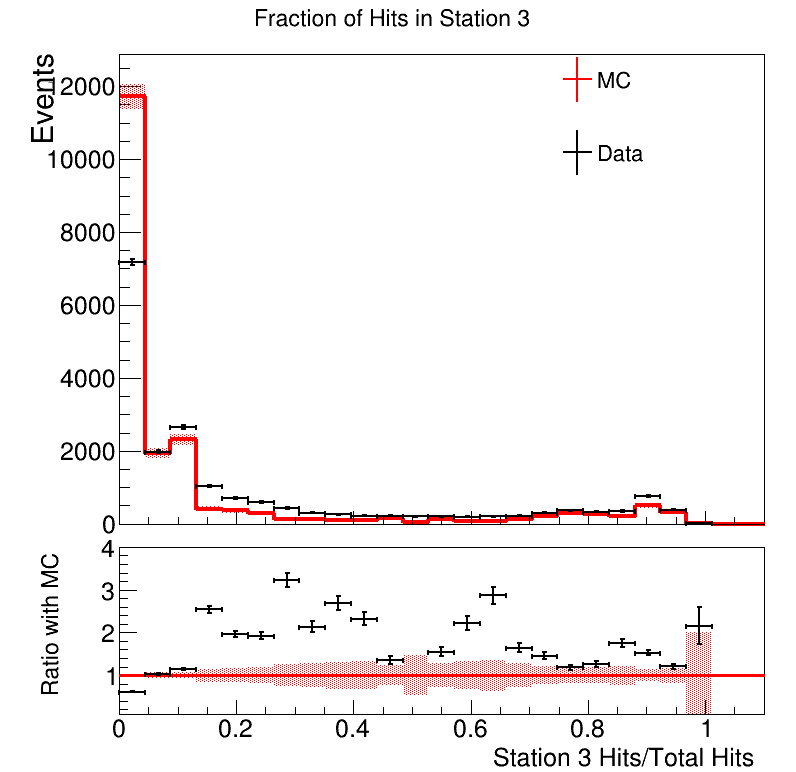 Fraction of Hits in Station 3
Events
12000
10000
8000
6000
4000
2000
0
MC
Data
Ratio with MC
4
3
2
1
0 0.2 0.4 0.6 0.8 1
Station 3 Hits/Total Hits